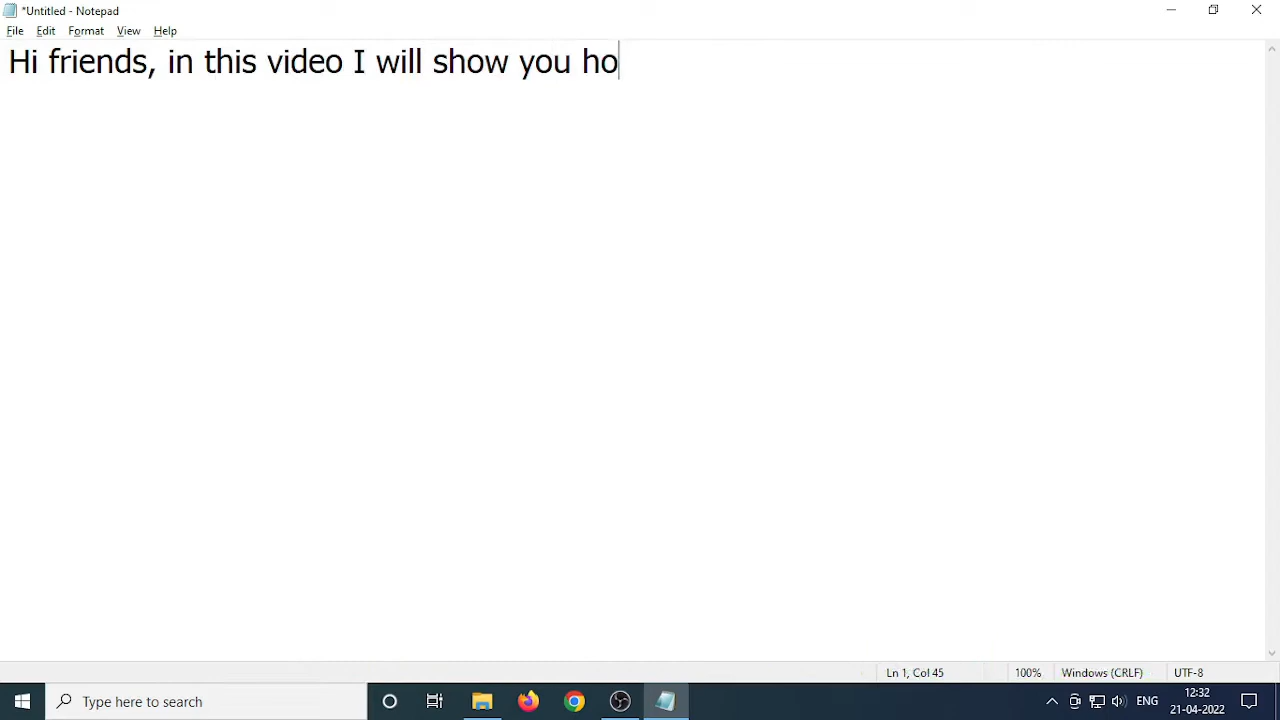 *Untitled - Notepad
File Edit Format View Help
Hi friends, in this video I will show you ho
Ln 1, Col 45 100% Windows (CRLF) UTF-8
Type here to search ENG 12:32
21-04-2022